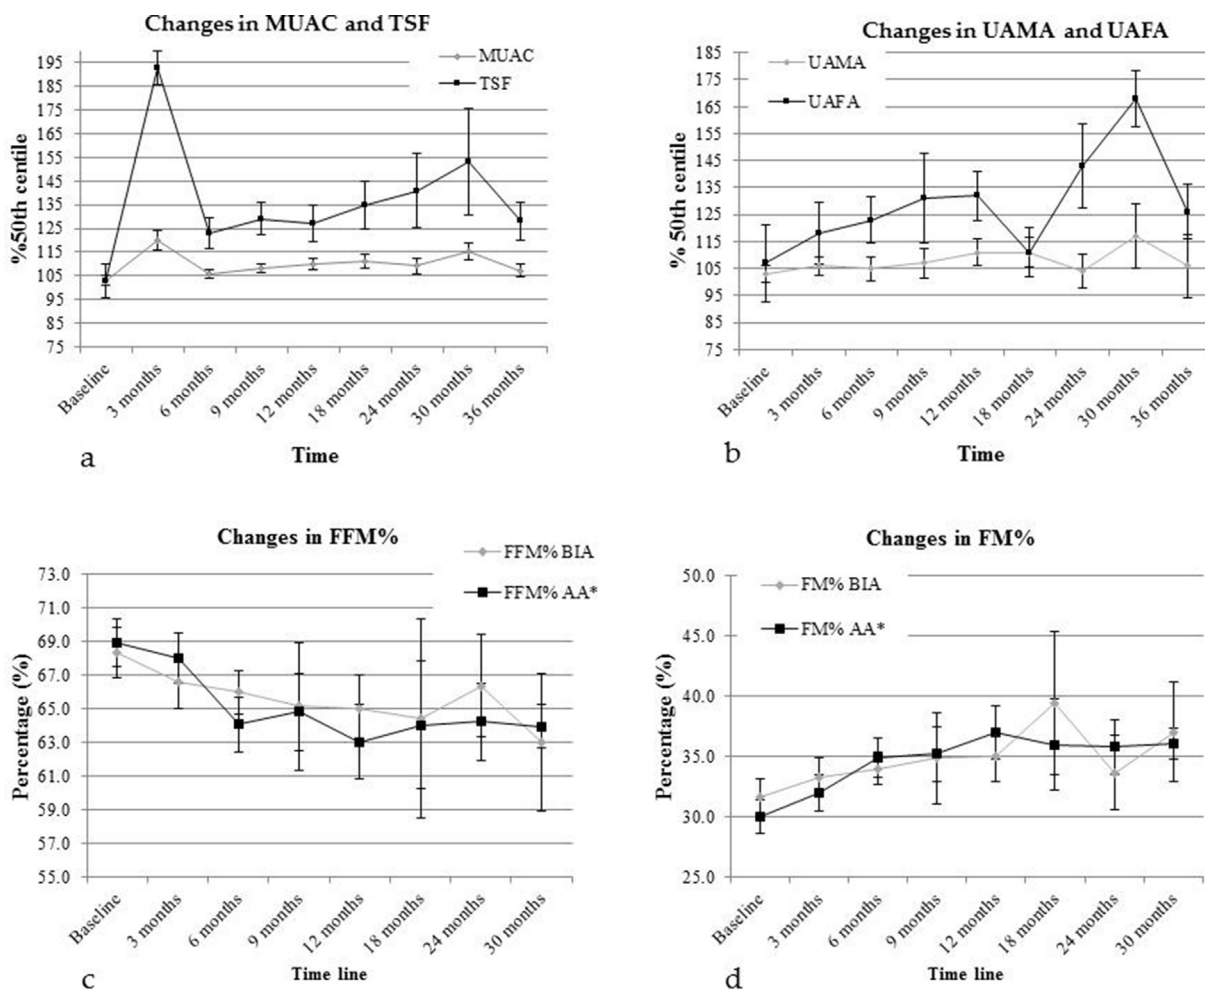 Changes in MUAC and TSF
MUAC
TSF
%50th centile
195
185
175
165
155
145
135
125
115
105
95
85
75
Baseline
3 months
6 months
9 months
12 months
18 months
24 months
30 months
36 months
Time
a
Changes in UAMA and UAFA
UAMA
UAFA
% 50th centile
185
175
165
155
145
135
125
115
105
95
85
75
Baseline
3 months
6 months
9 months
12 months
18 months
24 months
30 months
36 months
Time
b
Changes in FFM%
FFM% BIA
FFM% AA*
Percentage (%)
73.0
71.0
69.0
67.0
65.0
63.0
61.0
59.0
57.0
55.0
Baseline
3 months
6 months
9 months
12 months
18 months
24 months
30 months
Time line
c
Changes in FM%
FM% BIA
FM% AA*
Percentage (%)
50.0
45.0
40.0
35.0
30.0
25.0
Baseline
3 months
6 months
9 months
12 months
18 months
24 months
30 months
Time line
d